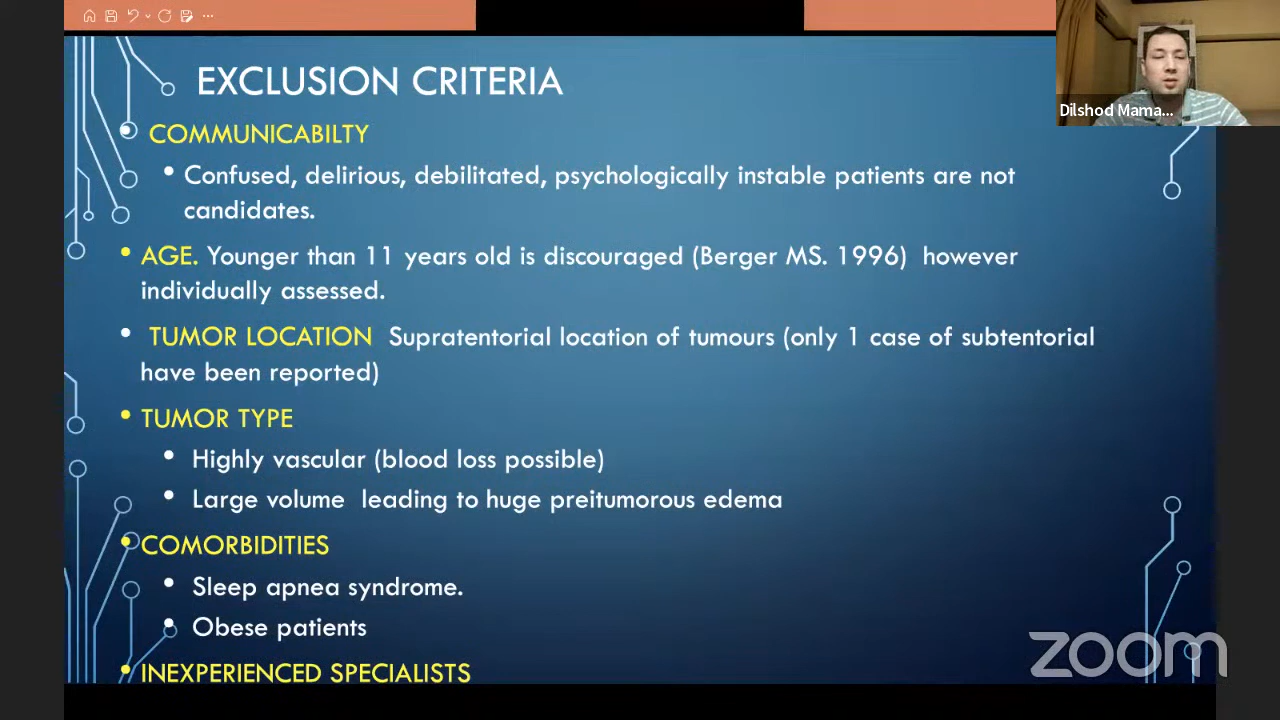 EXCLUSION CRITERIA
Dilshod Mama...
• COMMUNICABILTY
• Confused, delirious, debilitated, psychologically instable patients are not
candidates.
• AGE. Younger than 11 years old is discouraged (Berger MS. 1996) however
individually assessed.
• TUMOR LOCATION Supratentorial location of tumours (only 1 case of subtentorial
have been reported)
• TUMOR TYPE
• Highly vascular (blood loss possible)
• Large volume leading to huge preitumorous edema
• COMORBIDITIES
• Sleep apnea syndrome.
• Obese patients
• INEXPERIENCED SPECIALISTS
zoom